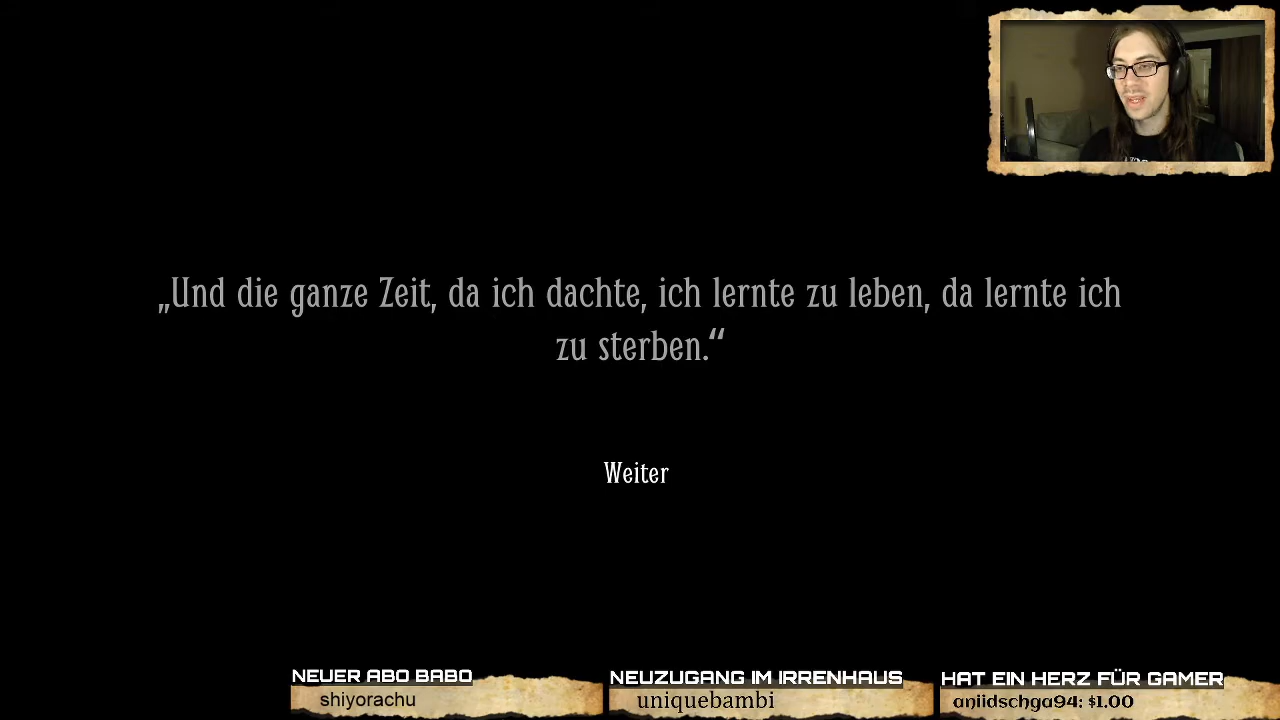 „Und die ganze Zeit, da ich dachte, ich lernte zu leben, da lernte ich
zu sterben.“
Weiter
NEUER ABO BABO
shiyorachu
NEUZUGANG IM IRRENHAUS
uniquebambi
HAT EIN HERZ FÜR GAMER
anjidschga94: $1.00